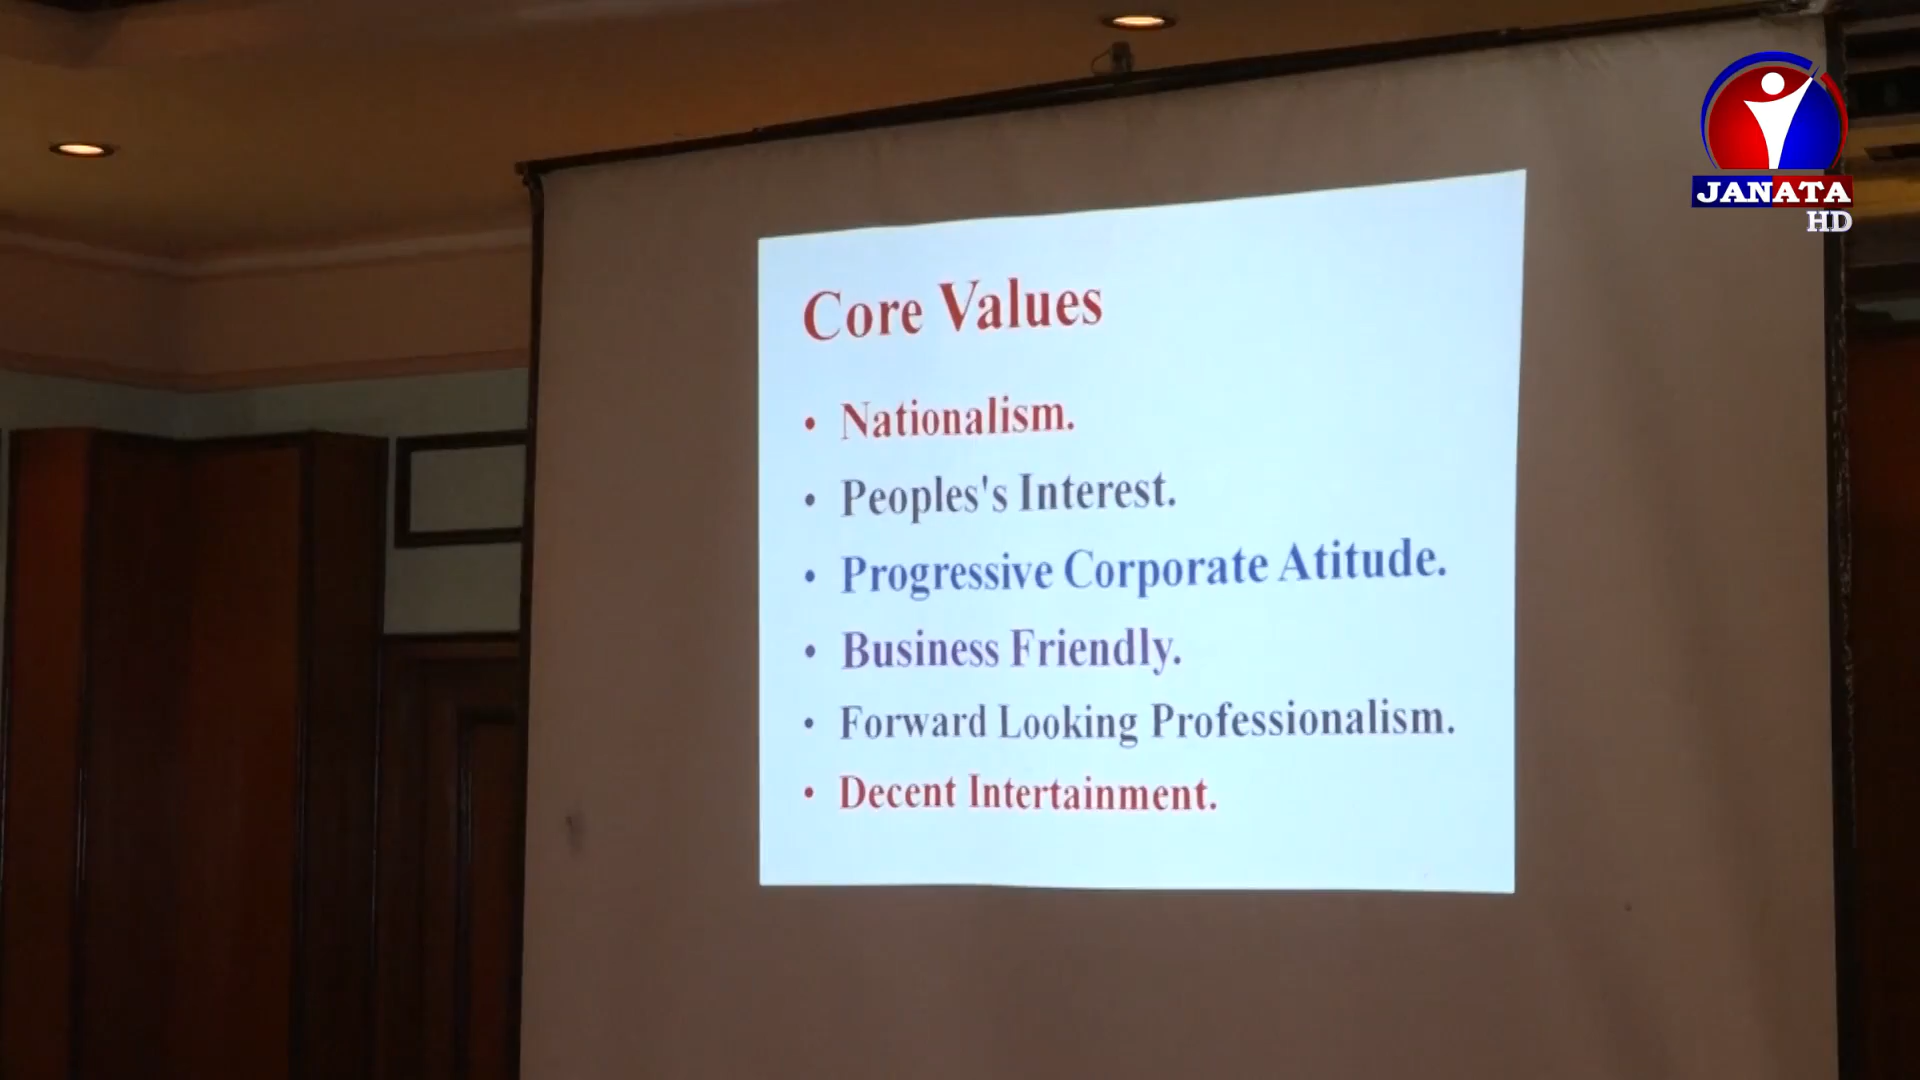 JANATA
HD
Core Values
• Nationalism.
• Peoples's Interest.
• Progressive Corporate Atitude.
• Business Friendly.
• Forward Looking Professionalism.
• Decent Intertainment.